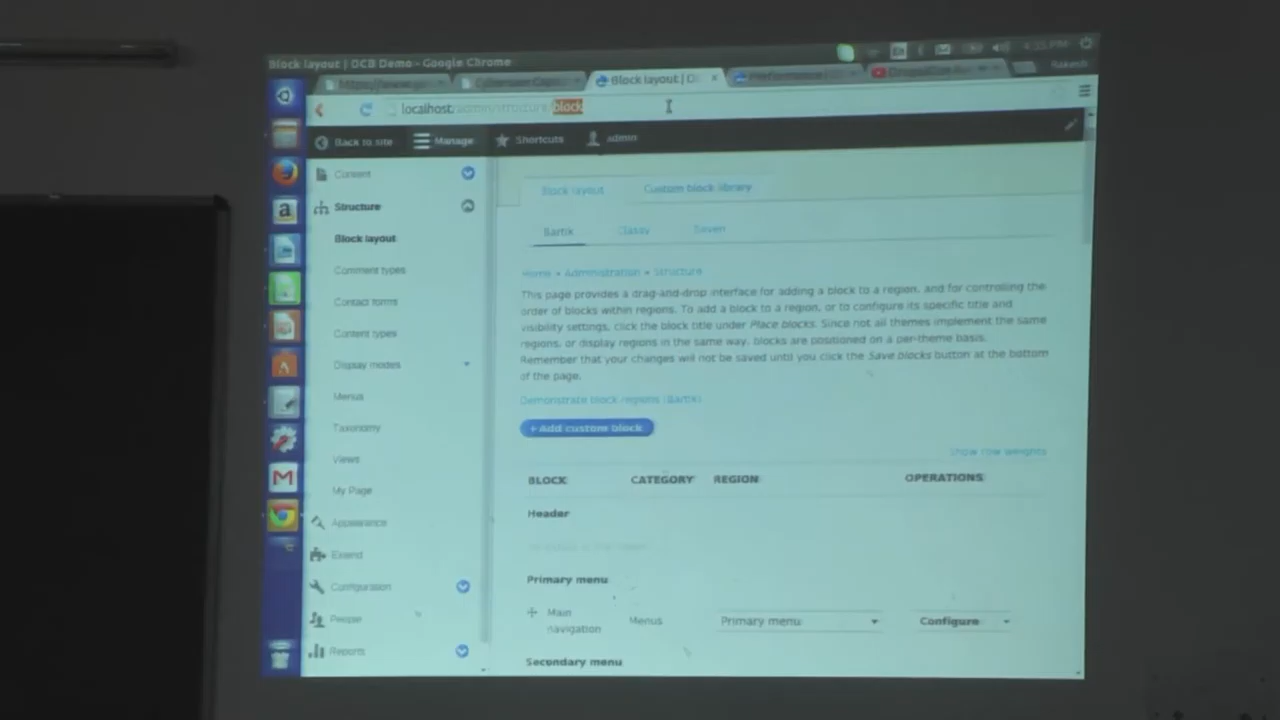 Block layout | OCB Demo - Google Chrome
4:35 PM
Rakesh
Block layout | O
localhost/admin/structure/block
Back to site
Manage
Shortcuts
admin
Content
Structure
Block layout
Comment types
Contact forms
Content types
Display modes
Menus
Taxonomy
Views
My Page
Appearance
Extend
Configuration
People
Reports
Block layout
Custom block library
Bartik
Classy
Seven
Home » Administration » Structure
This page provides a drag-and-drop interface for adding a block to a region, and for controlling the
order of blocks within regions. To add a block to a region, or to configure its specific title and
visibility settings, click the block title under Place blocks. Since not all themes implement the same
regions, or display regions in the same way, blocks are positioned on a per-theme basis.
Remember that your changes will not be saved until you click the Save blocks button at the bottom
of the page.
Demonstrate block regions (Bartik)
+ Add custom block
Show row weights
BLOCK CATEGORY REGION OPERATIONS
Header
Primary menu
Main
navigation
Menus
Primary menu
Configure
Secondary menu